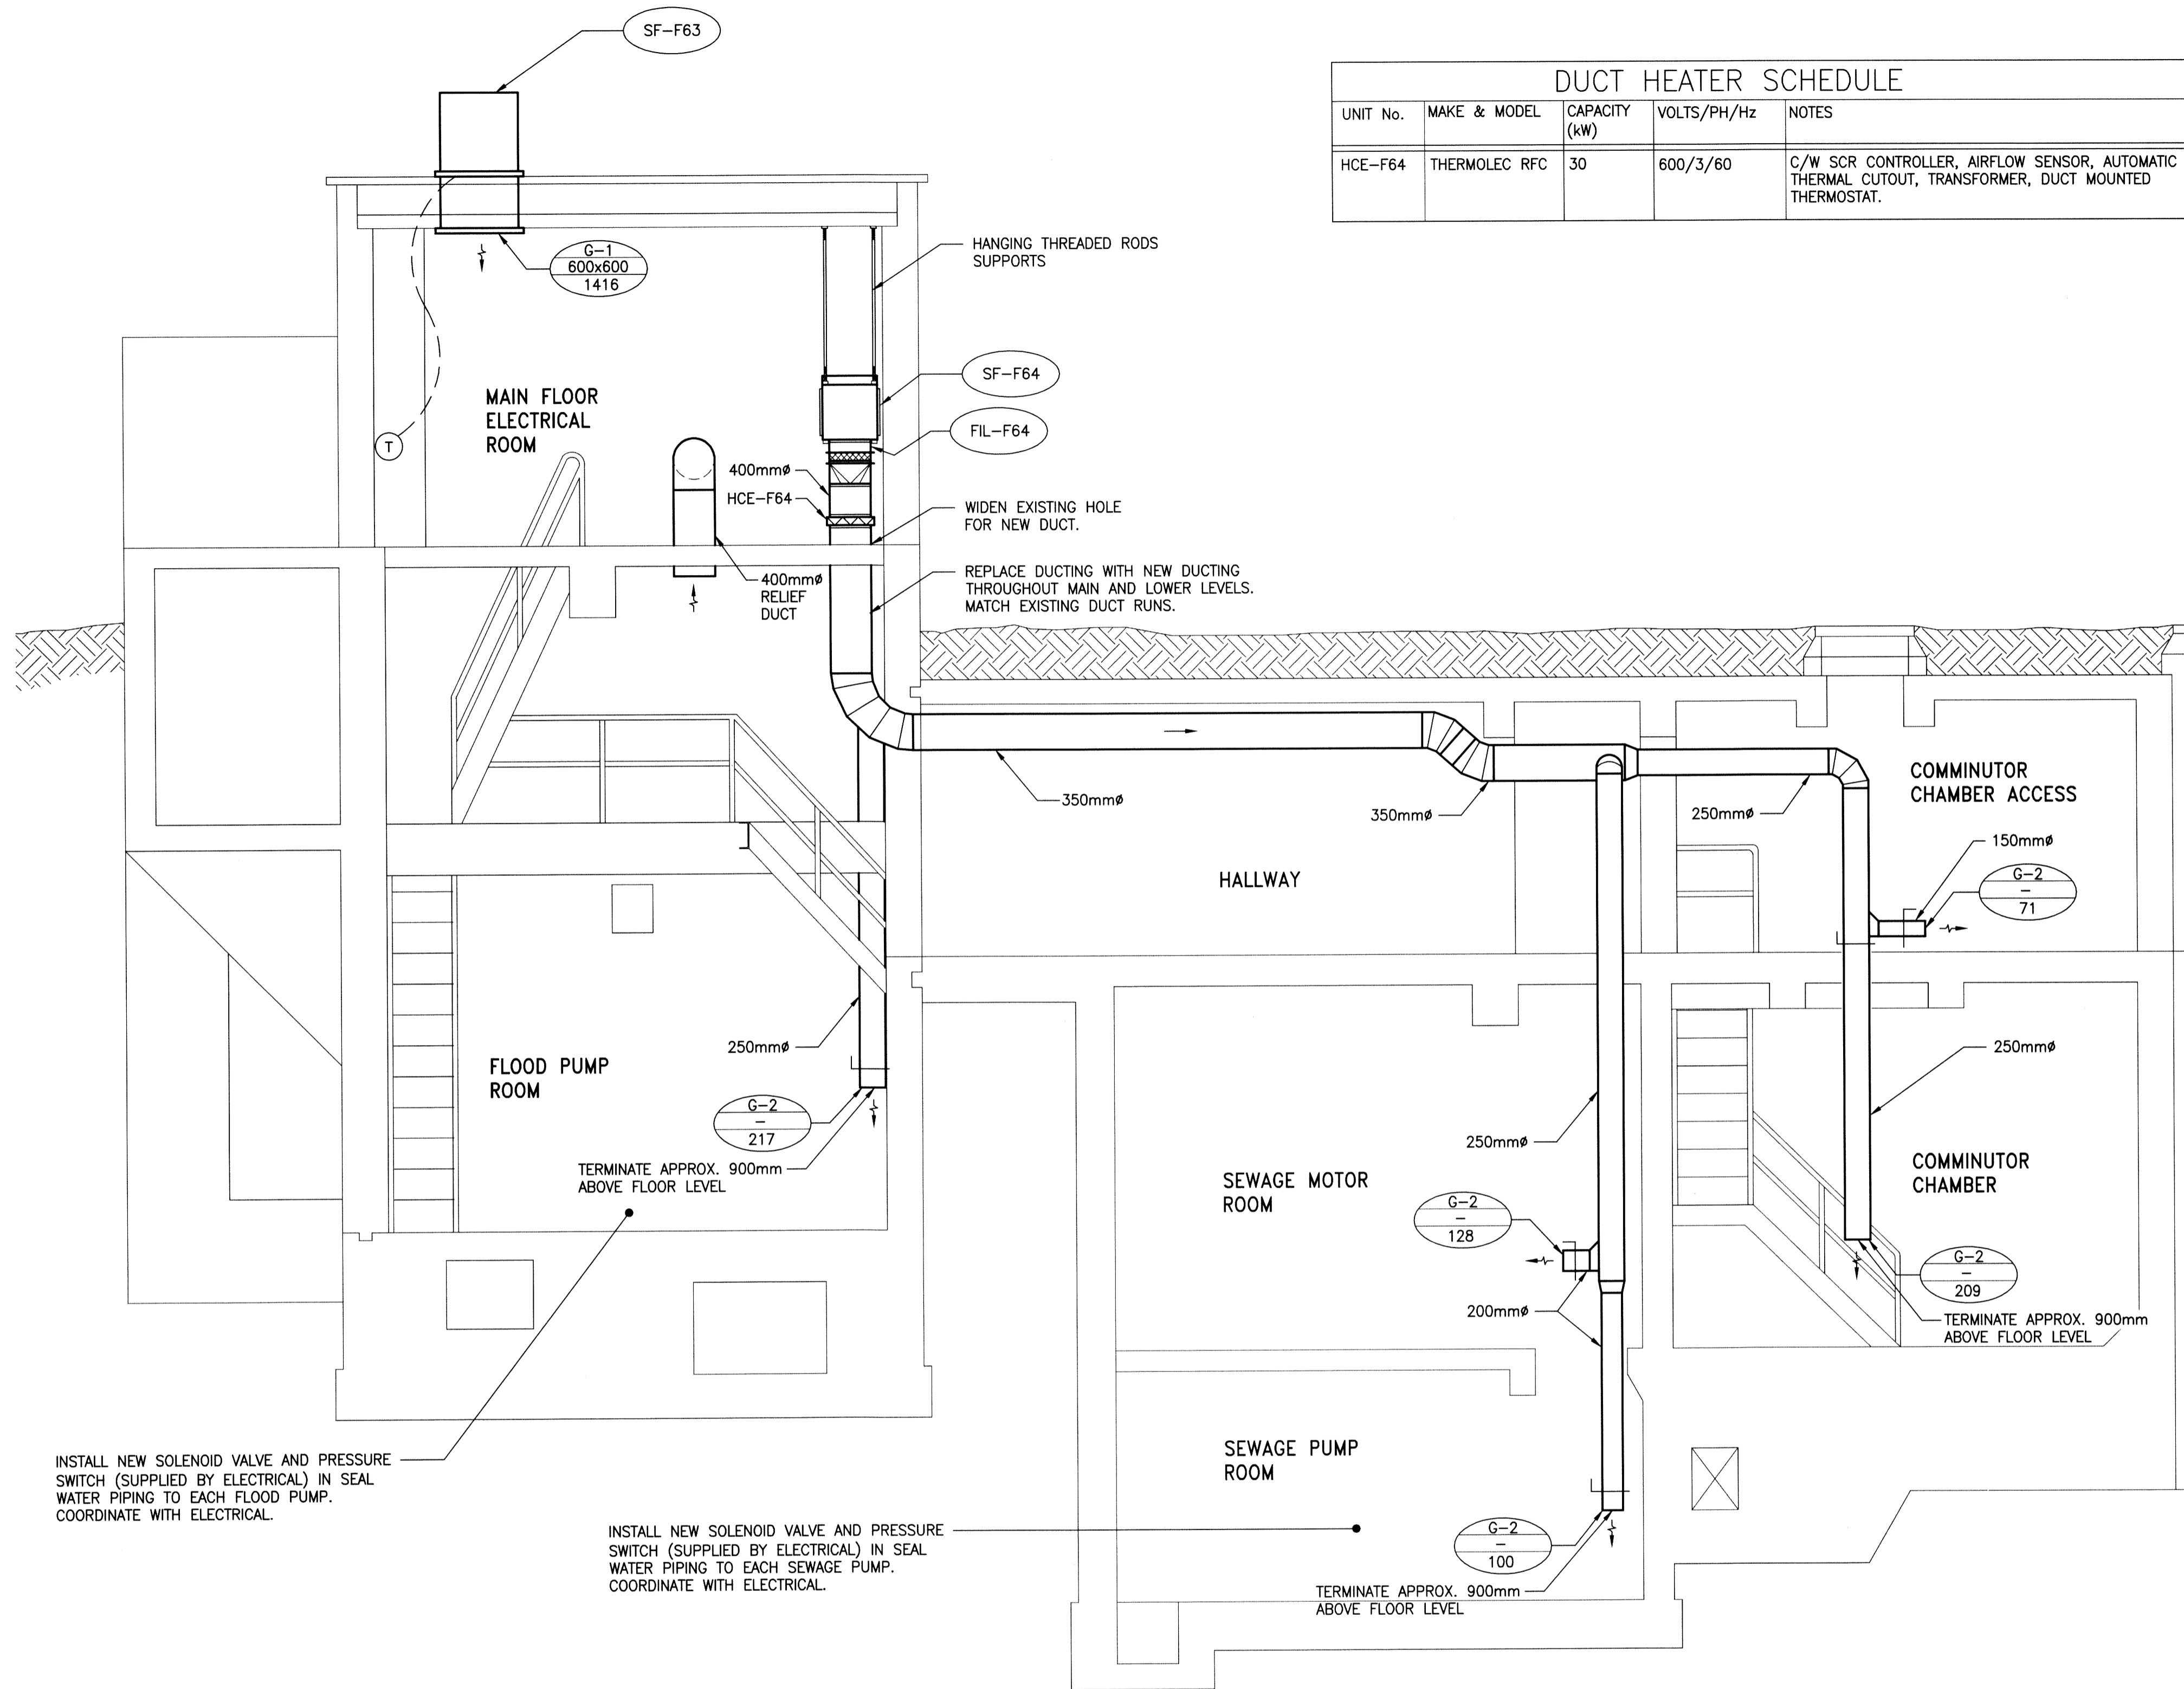 SF-F63
DUCT HEATER SCHEDULE
UNIT No. MAKE & MODEL CAPACITY (kW) VOLTS/PH/Hz NOTES
HCE-F64 THERMOLEC RFC 30 600/3/60 C/W SCR CONTROLLER, AIRFLOW SENSOR, AUTOMATIC
THERMAL CUTOUT, TRANSFORMER, DUCT MOUNTED
THERMOSTAT.
G-1
600x600
1416
HANGING THREADED RODS
SUPPORTS
SF-F64
MAIN FLOOR
ELECTRICAL
ROOM
T
FIL-F64
400mmø
HCE-F64
WIDEN EXISTING HOLE
FOR NEW DUCT.
400mmø
RELIEF
DUCT
REPLACE DUCTING WITH NEW DUCTING
THROUGHOUT MAIN AND LOWER LEVELS.
MATCH EXISTING DUCT RUNS.
350mmø
350mmø
250mmø
COMMINUTOR
CHAMBER ACCESS
150mmø
G-2
-
71
HALLWAY
250mmø
FLOOD PUMP
ROOM
G-2
-
217
TERMINATE APPROX. 900mm
ABOVE FLOOR LEVEL
250mmø
250mmø
SEWAGE MOTOR
ROOM
G-2
-
128
200mmø
COMMINUTOR
CHAMBER
G-2
-
209
TERMINATE APPROX. 900mm
ABOVE FLOOR LEVEL
INSTALL NEW SOLENOID VALVE AND PRESSURE
SWITCH (SUPPLIED BY ELECTRICAL) IN SEAL
WATER PIPING TO EACH FLOOD PUMP.
COORDINATE WITH ELECTRICAL.
SEWAGE PUMP
ROOM
INSTALL NEW SOLENOID VALVE AND PRESSURE
SWITCH (SUPPLIED BY ELECTRICAL) IN SEAL
WATER PIPING TO EACH SEWAGE PUMP.
COORDINATE WITH ELECTRICAL.
G-2
-
100
TERMINATE APPROX. 900mm
ABOVE FLOOR LEVEL